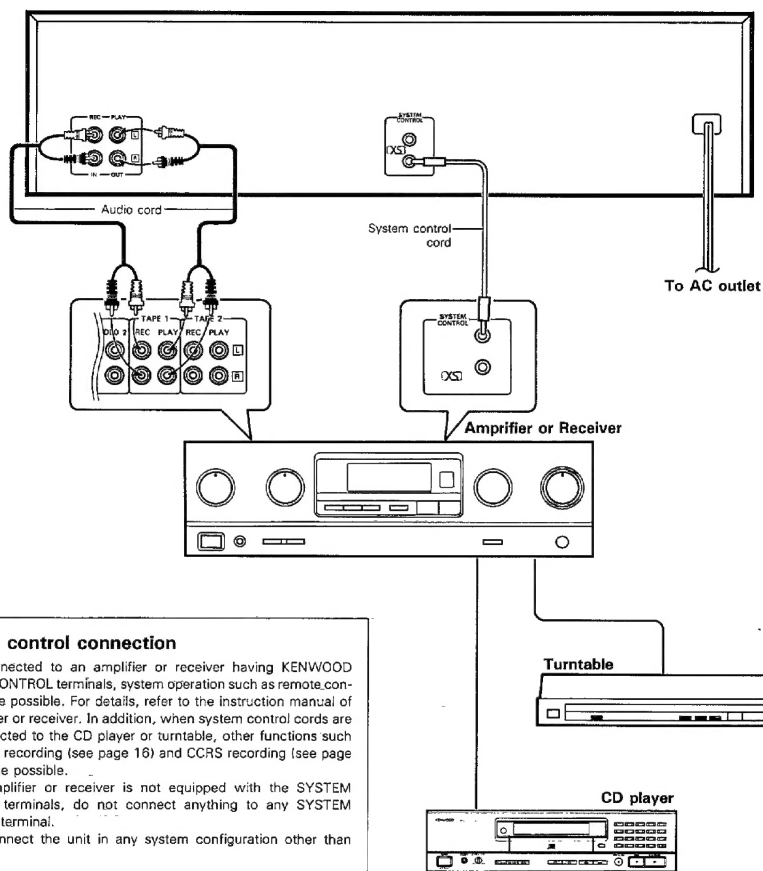 REC PLAY
L
R
IN OUT
SYSTEM
CONTROL
[XS]
Audio cord
System control
cord
To AC outlet
TAPE 1 TAPE 2
DEO 2 REC PLAY REC PLAY
L
R
SYSTEM
CONTROL
[XS]
Amprifier or Receiver
control connection
nected to an amplifier or receiver having KENWOOD
ONTROL terminals, system operation such as remote con-
e possible. For details, refer to the instruction manual of
er or receiver. In addition, when system control cords are
cted to the CD player or turntable, other functions such
recording (see page 16) and CCRS recording (see page
e possible.
mplifier or receiver is not equipped with the SYSTEM
terminals, do not connect anything to any SYSTEM
terminal.
nnect the unit in any system configuration other than
Turntable
CD player
KENWOOD